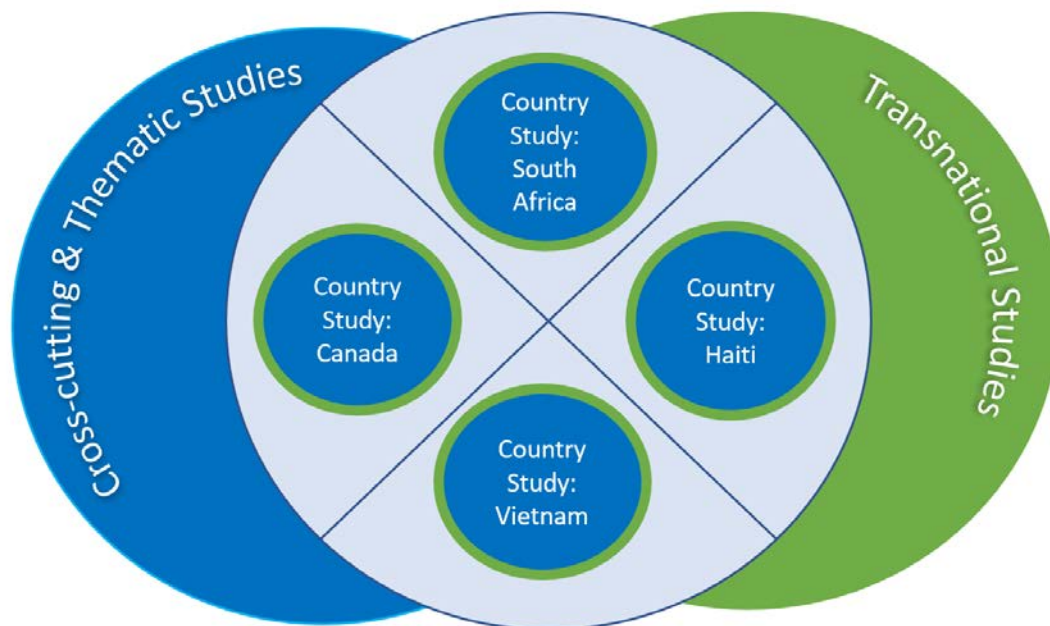 Cross-cutting & Thematic Studies
Transnational Studies
Country
Study:
South
Africa
Country
Study:
Canada
Country
Study:
Haiti
Country
Study:
Vietnam